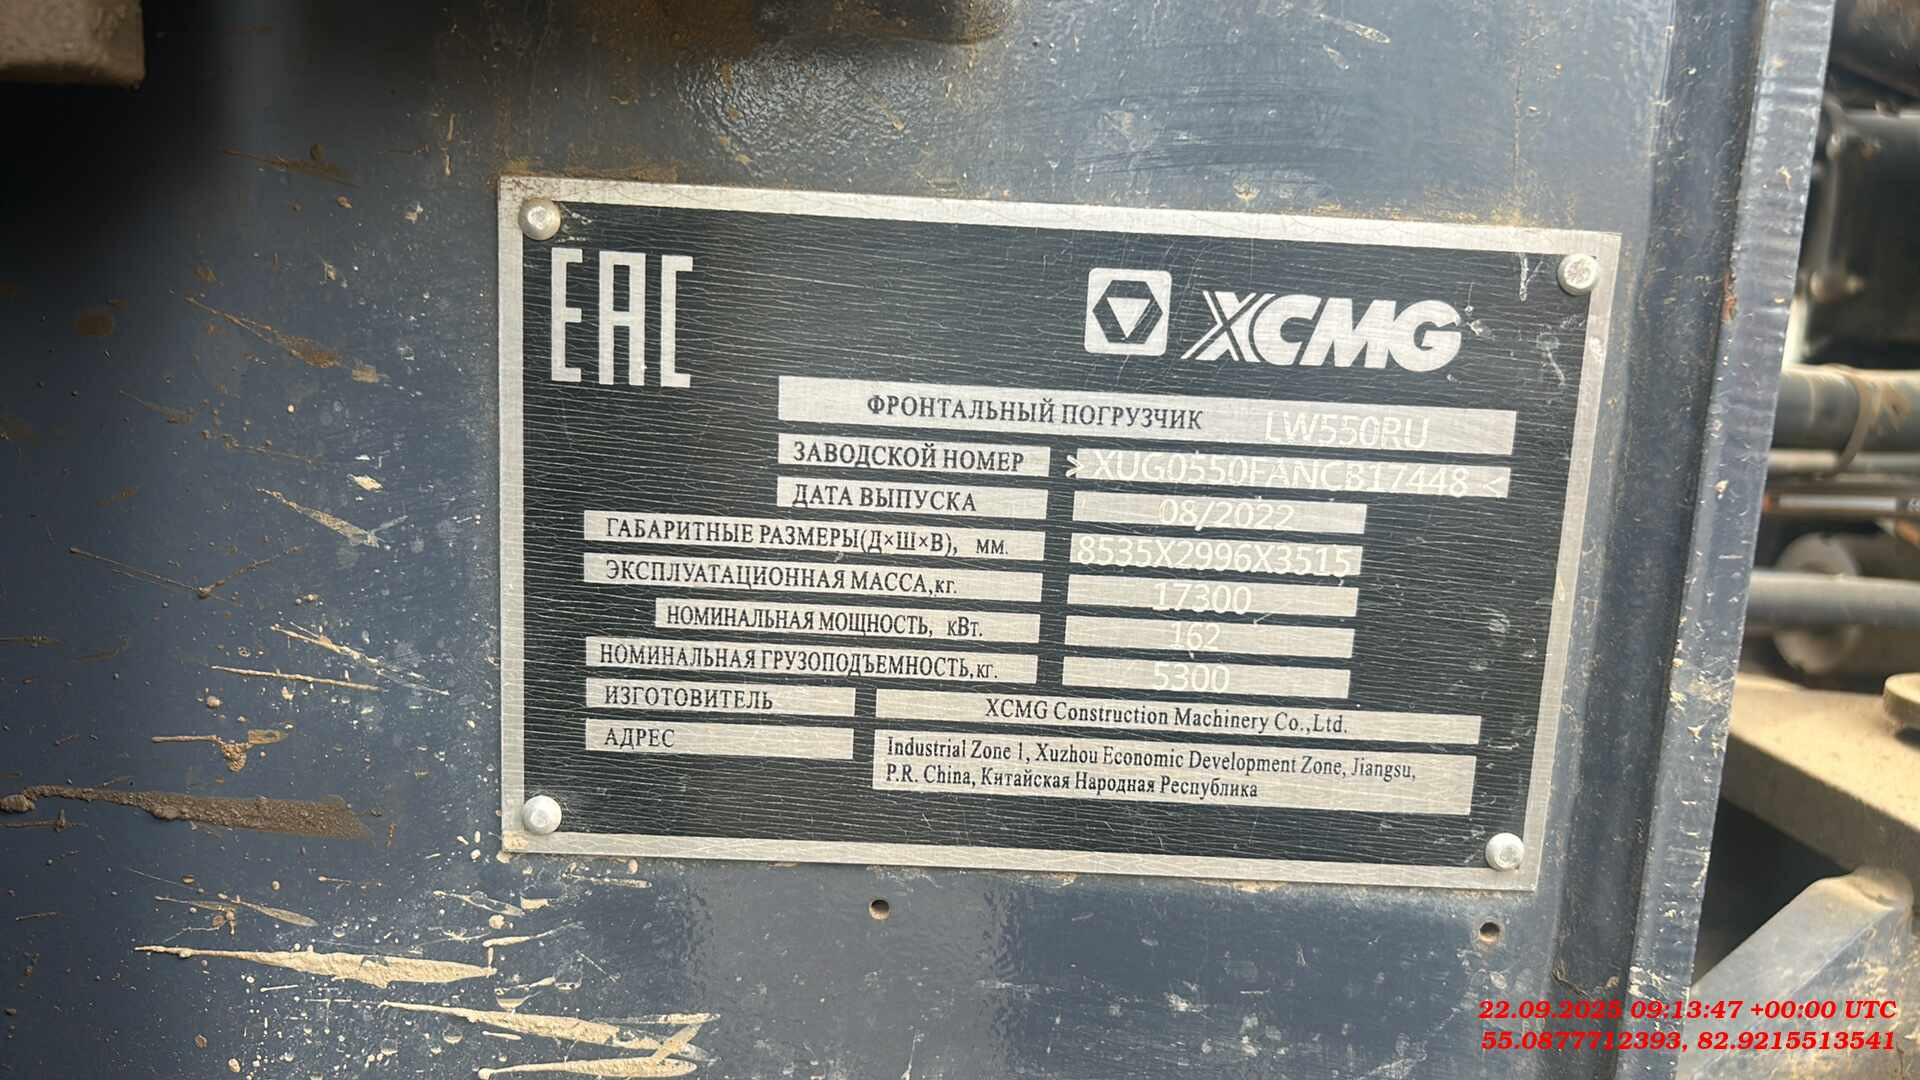 EAC
XCMG
ФРОНТАЛЬНЫЙ ПОГРУЗЧИК LW550RU
ЗАВОДСКОЙ НОМЕР >XUG0550FANCB17448<
ДАТА ВЫПУСКА 08/2022
ГАБАРИТНЫЕ РАЗМЕРЫ(Д×Ш×В), мм. 8535X2996X3515
ЭКСПЛУАТАЦИОННАЯ МАССА,кг. 17300
НОМИНАЛЬНАЯ МОЩНОСТЬ, кВт. 162
НОМИНАЛЬНАЯ ГРУЗОПОДЪЕМНОСТЬ,кг. 5300
ИЗГОТОВИТЕЛЬ XCMG Construction Machinery Co.,Ltd.
АДРЕС Industrial Zone 1, Xuzhou Economic Development Zone, Jiangsu,
P.R. China, Китайская Народная Республика
22.09.2025 09:13:47 +00:00 UTC
55.0877712393, 82.9215513541